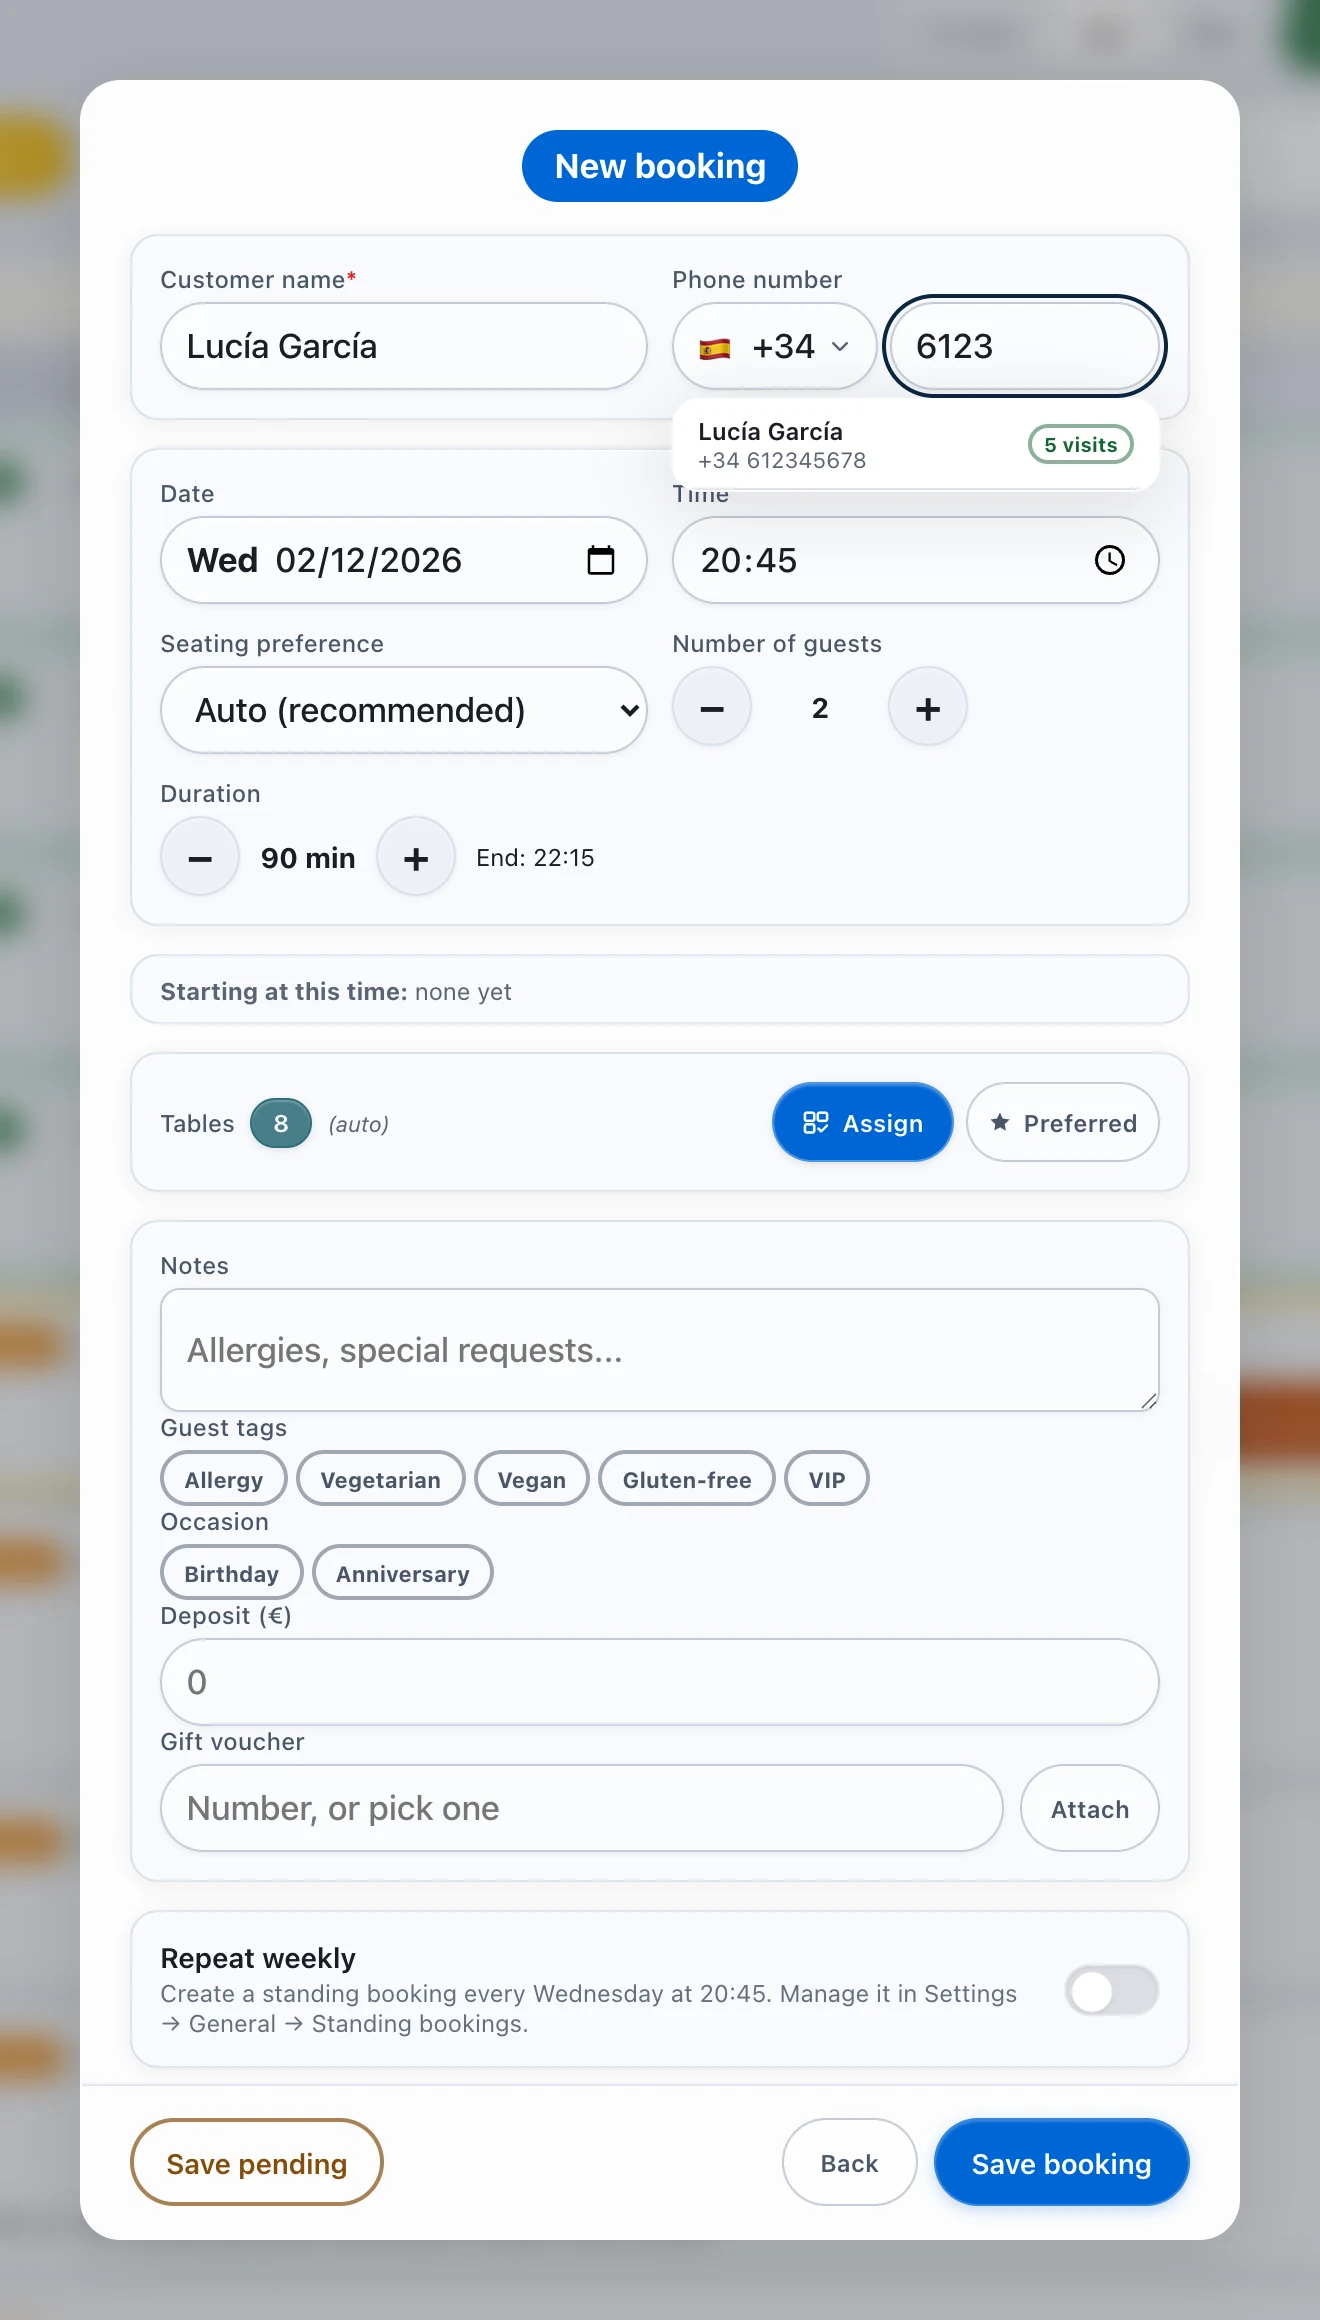 New booking
Customer name*
Phone number
Lucía García
+34
6123
Lucía García
+34 612345678
5 visits
Date
Time
Wed 02/12/2026
20:45
Seating preference
Number of guests
Auto (recommended)
− 2 +
Duration
− 90 min + End: 22:15
Starting at this time: none yet
Tables 8 (auto)
Assign
Preferred
Notes
Allergies, special requests...
Guest tags
Allergy Vegetarian Vegan Gluten-free VIP
Occasion
Birthday Anniversary
Deposit (€)
0
Gift voucher
Number, or pick one
Attach
Repeat weekly
Create a standing booking every Wednesday at 20:45. Manage it in Settings
→ General → Standing bookings.
Save pending
Back
Save booking